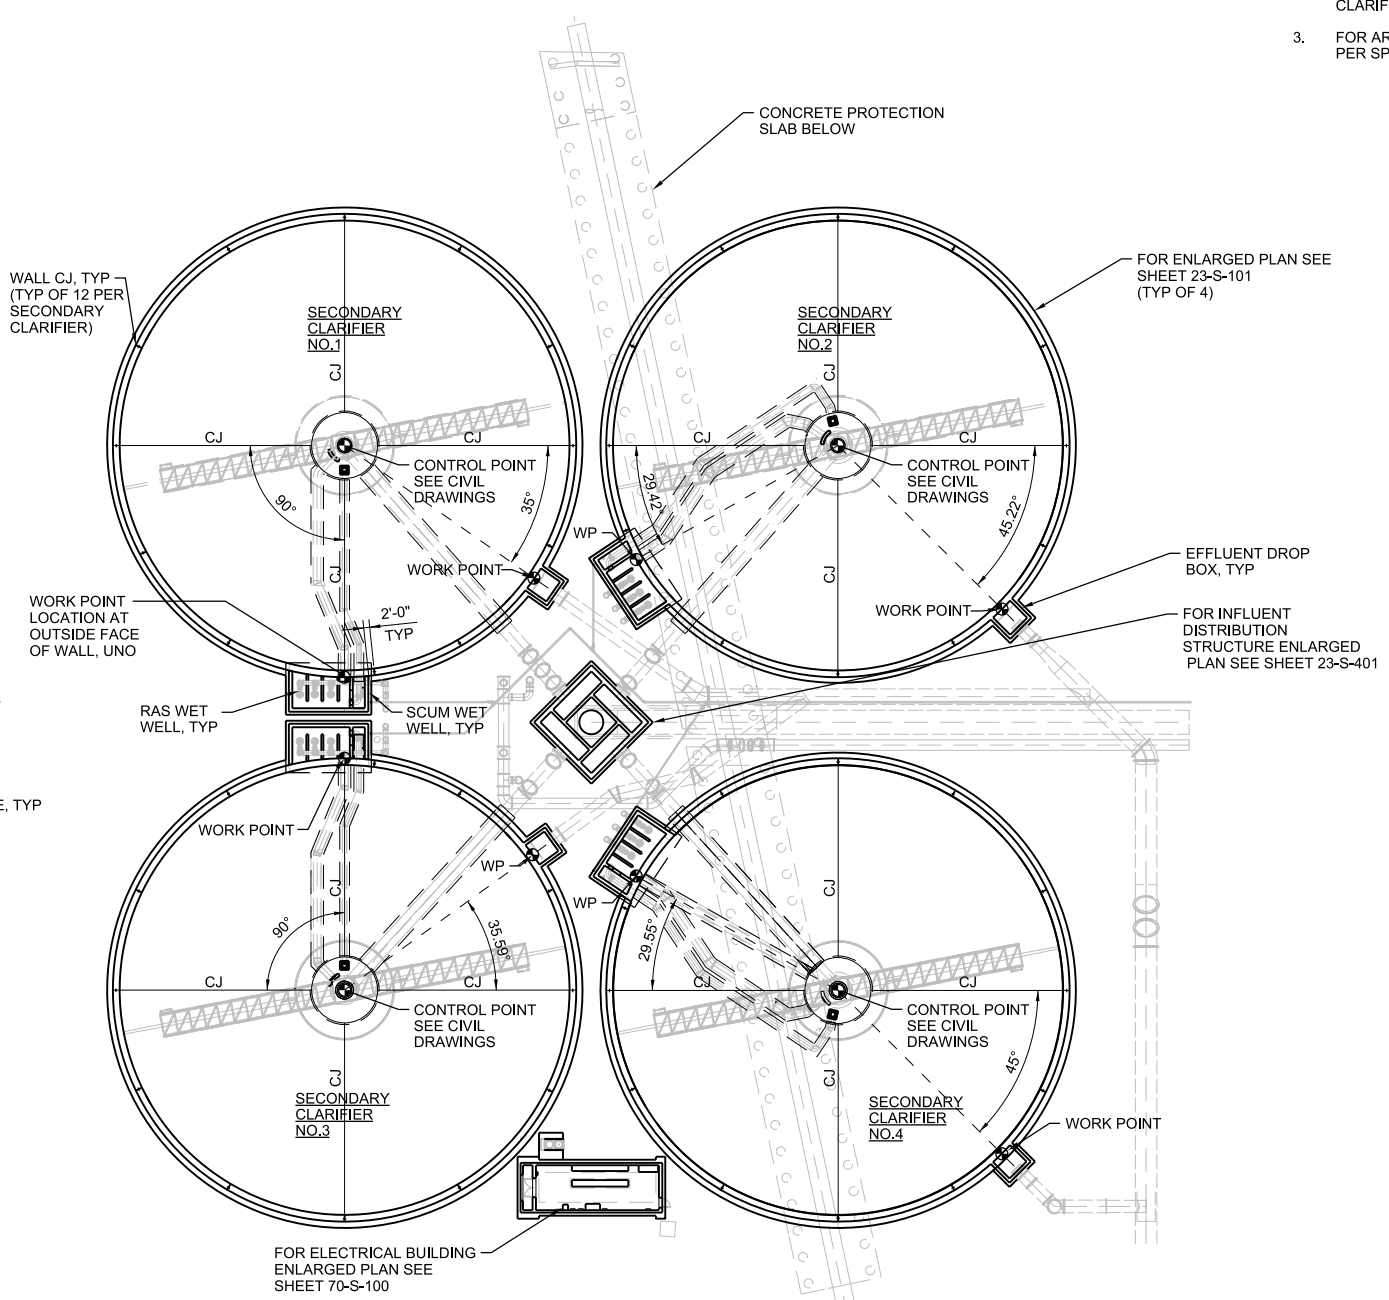 CLARIF
3. FOR AR
PER SP
CONCRETE PROTECTION
SLAB BELOW
WALL CJ, TYP
(TYP OF 12 PER
SECONDARY
CLARIFIER)
FOR ENLARGED PLAN SEE
SHEET 23-S-101
(TYP OF 4)
SECONDARY
CLARIFIER
NO.1
CJ
CJ
CJ
CJ
CONTROL POINT
SEE CIVIL
DRAWINGS
90°
35°
WORK POINT
SECONDARY
CLARIFIER
NO.2
CJ
CJ
CJ
CJ
CONTROL POINT
SEE CIVIL
DRAWINGS
29.42°
45.22°
WP
WORK POINT
EFFLUENT DROP
BOX, TYP
WORK POINT
LOCATION AT
OUTSIDE FACE
OF WALL, UNO
2'-0"
TYP
FOR INFLUENT
DISTRIBUTION
STRUCTURE ENLARGED
PLAN SEE SHEET 23-S-401
RAS WET
WELL, TYP
SCUM WET
WELL, TYP
E, TYP
WORK POINT
WP
WP
90°
35.59°
CJ
CJ
CJ
CJ
CONTROL POINT
SEE CIVIL
DRAWINGS
SECONDARY
CLARIFIER
NO.3
29.55°
45°
CJ
CJ
CJ
CJ
CONTROL POINT
SEE CIVIL
DRAWINGS
SECONDARY
CLARIFIER
NO.4
WORK POINT
FOR ELECTRICAL BUILDING
ENLARGED PLAN SEE
SHEET 70-S-100